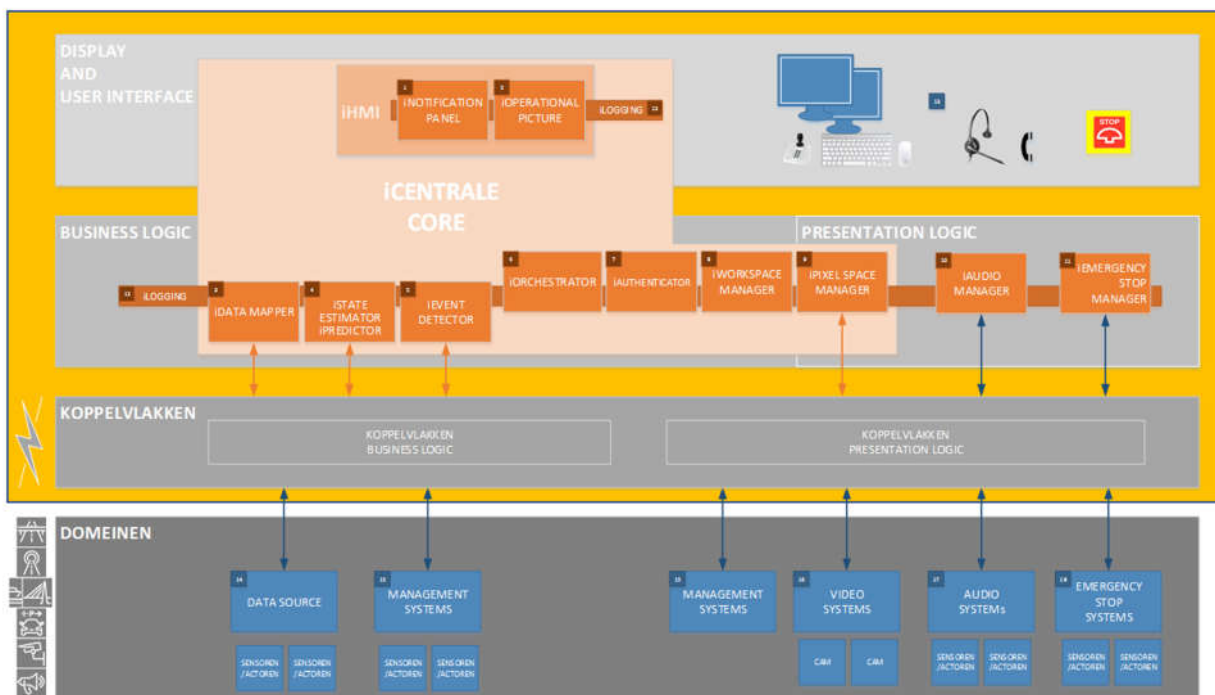 DISPLAY
AND
USER INTERFACE
iHMI
1
iNOTIFICATION
PANEL
2
iOPERATIONAL
PICTURE
iLOGGING
STOP
iCENTRALE
CORE
BUSINESS LOGIC
PRESENTATION LOGIC
iLOGGING
3
iDATA MAPPER
4
iSTATE
ESTIMATOR
iPREDICTOR
5
iEVENT
DETECTOR
6
iORCHESTRATOR
7
iAUTHENTICATOR
8
iWORKSPACE
MANAGER
9
iPIXEL SPACE
MANAGER
10
iAUDIO
MANAGER
11
iEMERGENCY
STOP
MANAGER
KOPPELVLAKKEN
KOPPELVLAKKEN
BUSINESS LOGIC
KOPPELVLAKKEN
PRESENTATION LOGIC
DOMEINEN
14
DATA SOURCE
MANAGEMENT
SYSTEMS
MANAGEMENT
SYSTEMS
16
VIDEO
SYSTEMS
17
AUDIO
SYSTEMs
18
EMERGENCY
STOP
SYSTEMS
SENSOREN
/ACTOREN
SENSOREN
/ACTOREN
SENSOREN
/ACTOREN
SENSOREN
/ACTOREN
CAM
CAM
SENSOREN
/ACTOREN
SENSOREN
/ACTOREN
SENSOREN
/ACTOREN
SENSOREN
/ACTOREN